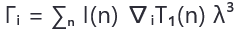 Γᵢ = ∑ₙ I(n) ∇ᵢT₁(n) λ³